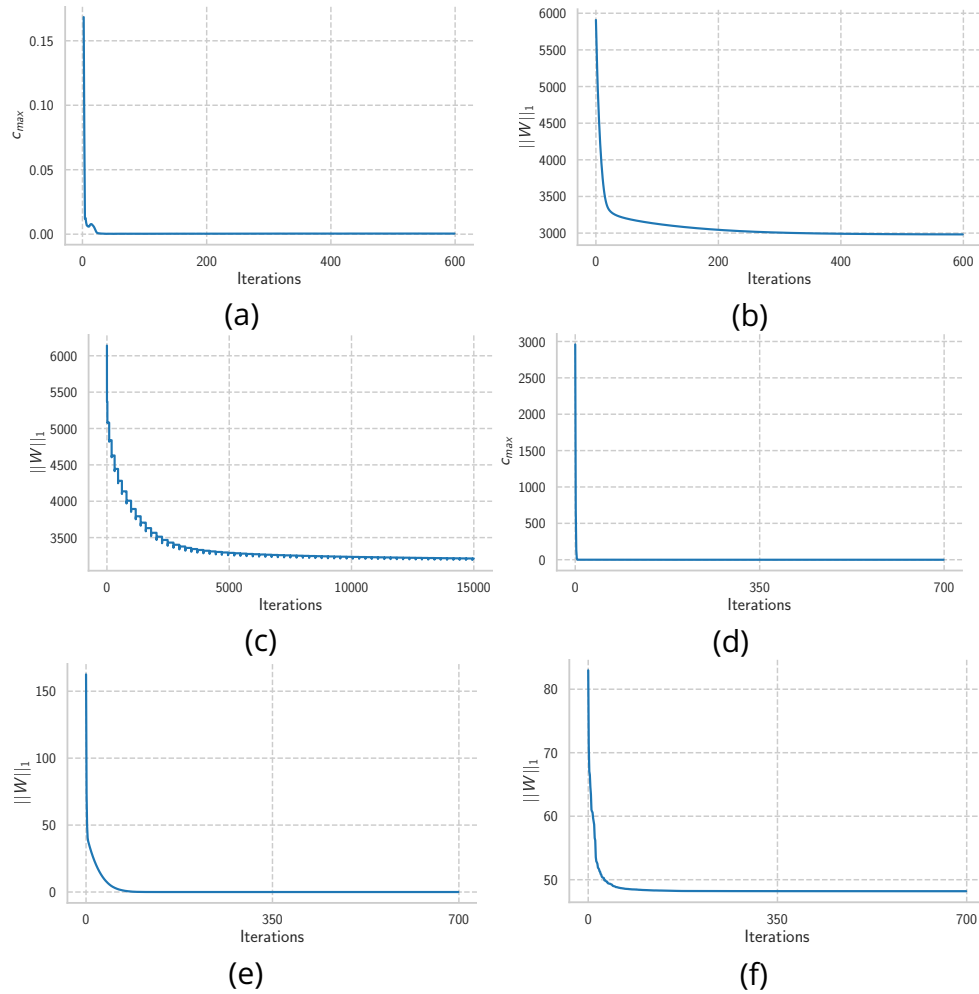 0.15
0.10
0.05
0.00
c_max
0 200 400 600
Iterations
(a)
6000
5500
5000
4500
4000
3500
3000
||W||_1
0 200 400 600
Iterations
(b)
6000
5500
5000
4500
4000
3500
||W||_1
0 5000 10000 15000
Iterations
(c)
3000
2500
2000
1500
1000
500
0
c_max
0 350 700
Iterations
(d)
150
100
50
0
||W||_1
0 350 700
Iterations
(e)
80
70
60
50
||W||_1
0 350 700
Iterations
(f)